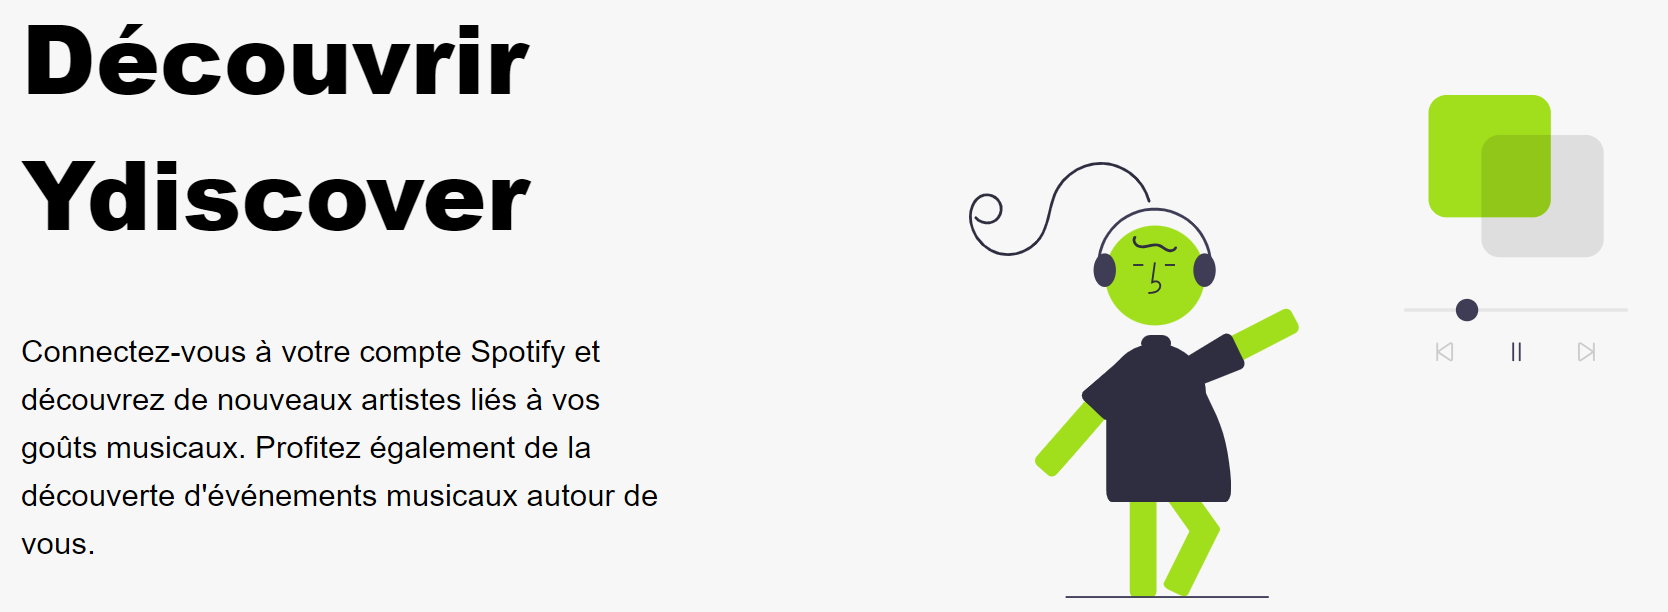 Découvrir
Ydiscover
Connectez-vous à votre compte Spotify et
découvrez de nouveaux artistes liés à vos
goûts musicaux. Profitez également de la
découverte d'événements musicaux autour de
vous.